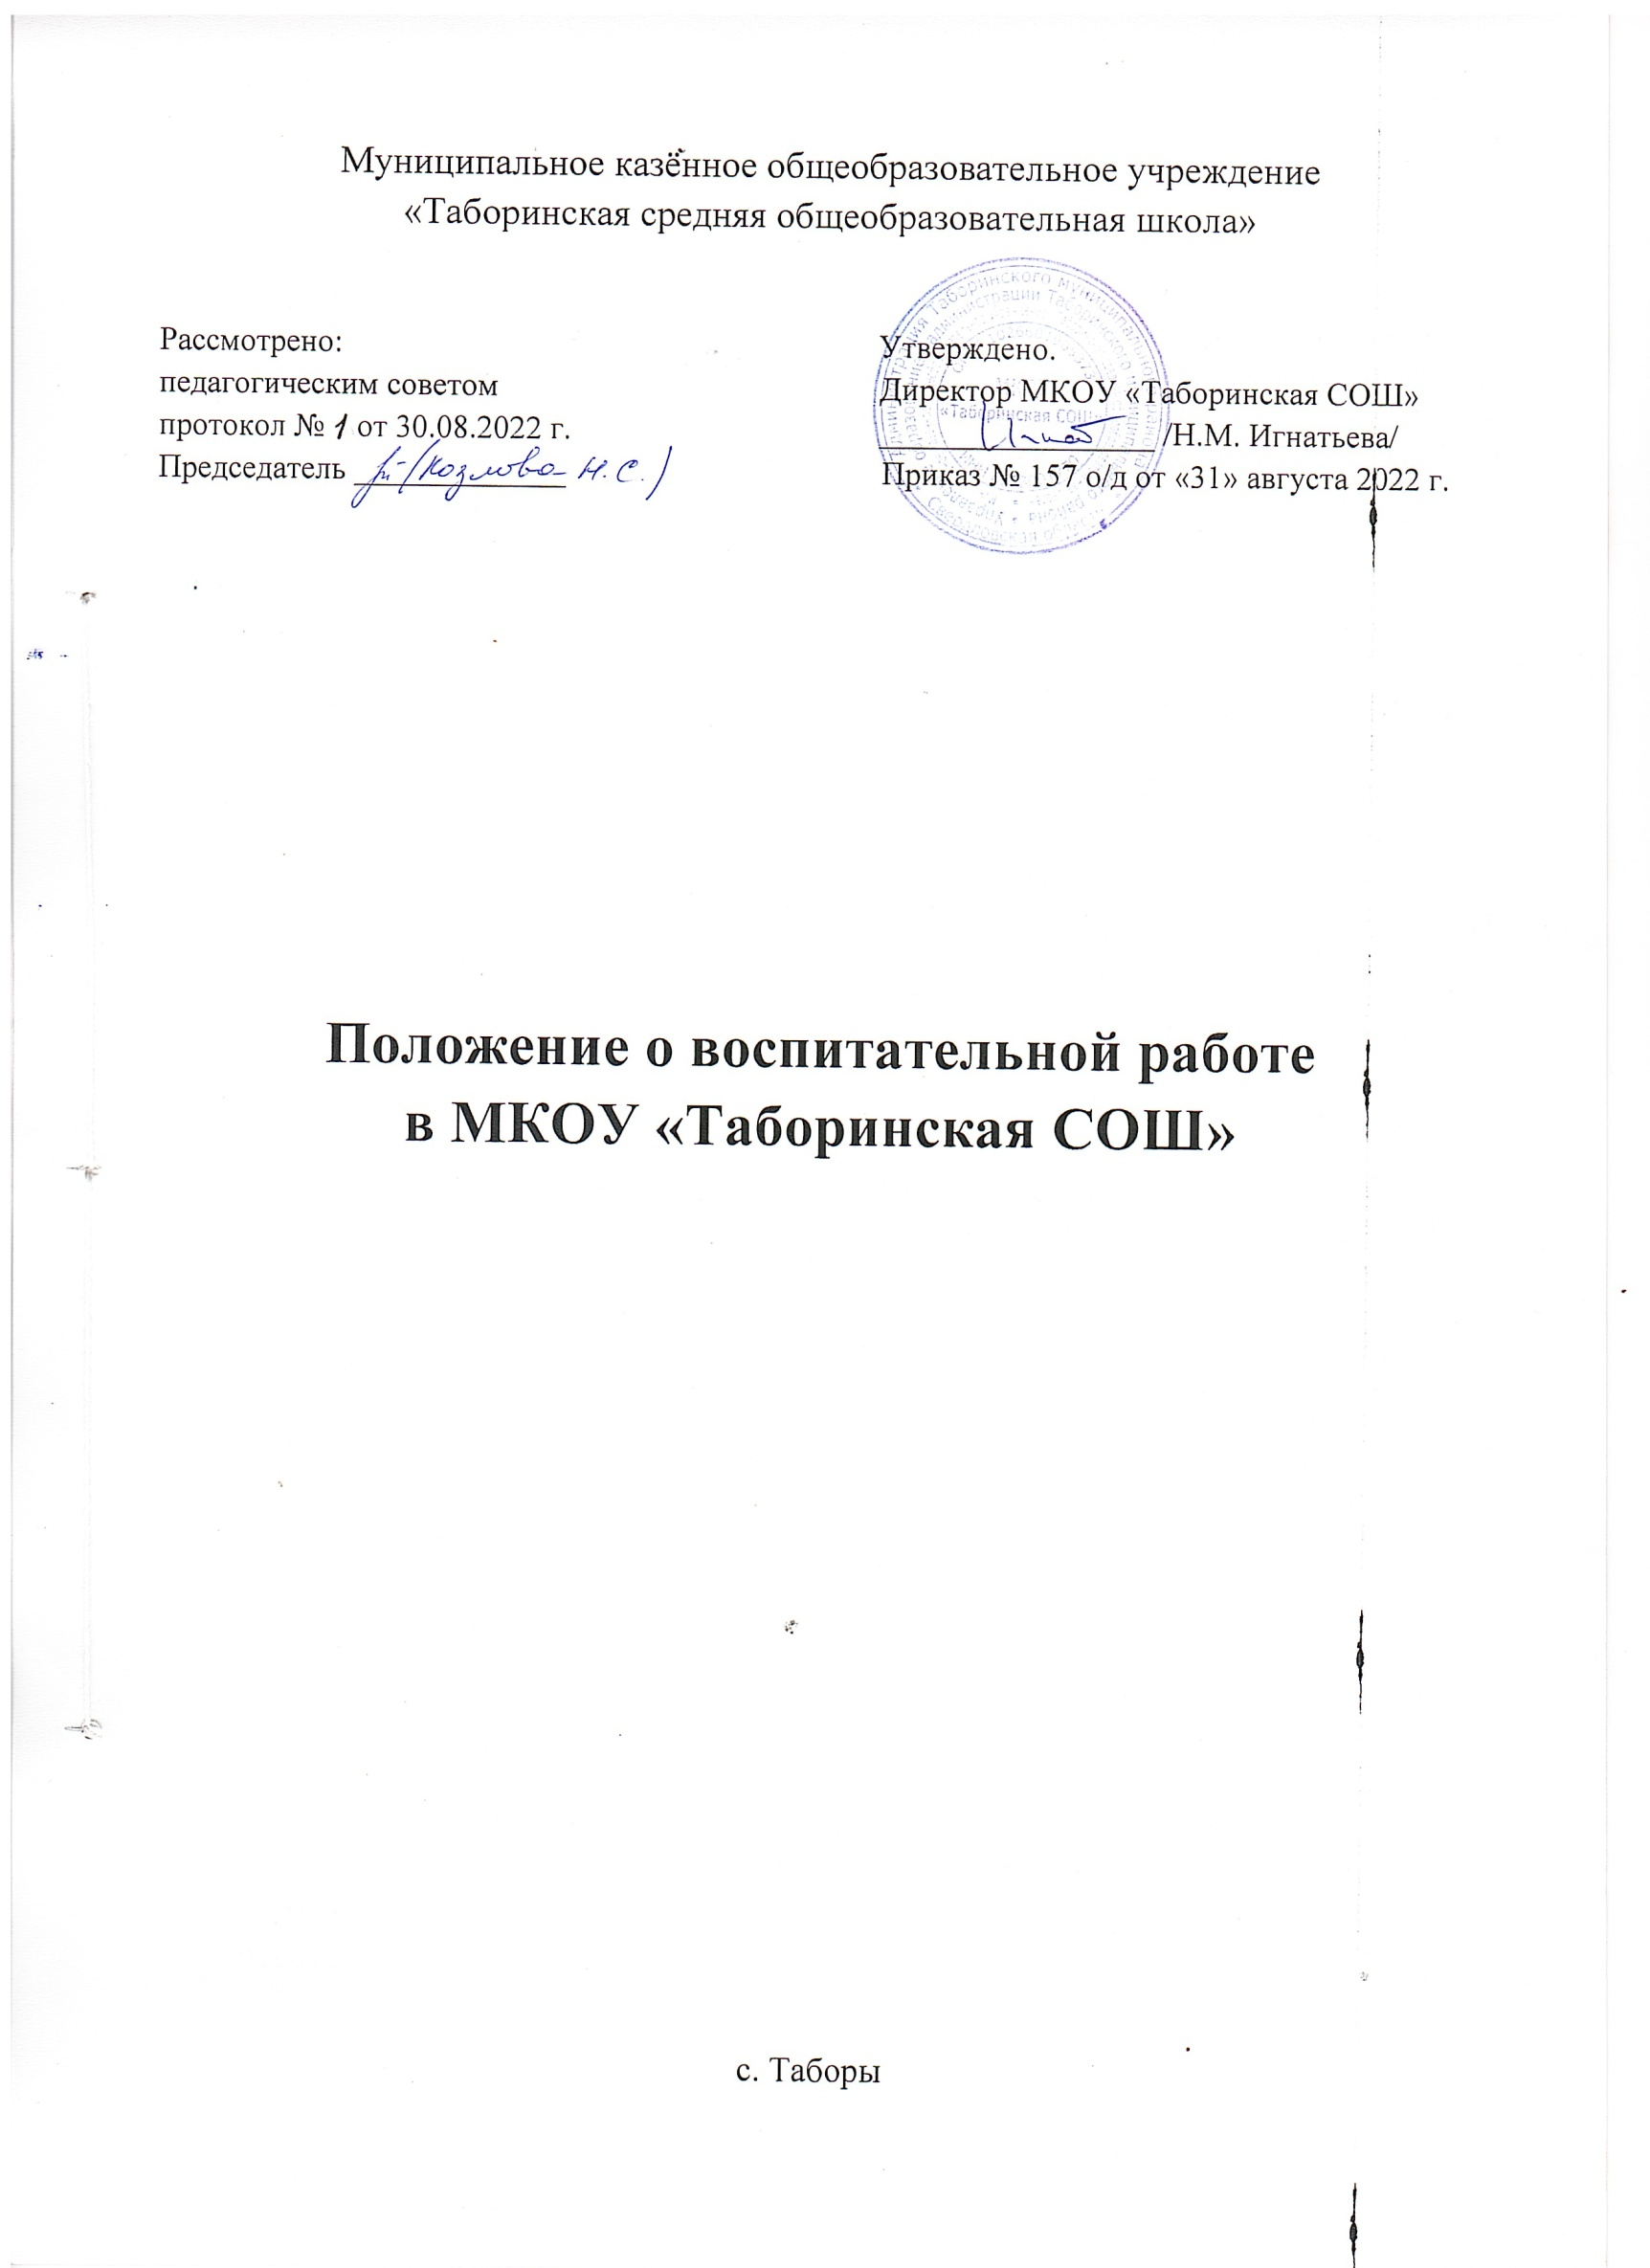 Муниципальное казённое общеобразовательное учреждение
«Таборинская средняя общеобразовательная школа»
Рассмотрено:
педагогическим советом
протокол № 1 от 30.08.2022 г.
Председатель /Козлова Н.С./
Утверждено.
Директор МКОУ «Таборинская СОШ»
/Н.М. Игнатьева/
Приказ № 157 о/д от «31» августа 2022 г.
«Таборинская СОШ»
Положение о воспитательной работе
в МКОУ «Таборинская СОШ»
с. Таборы